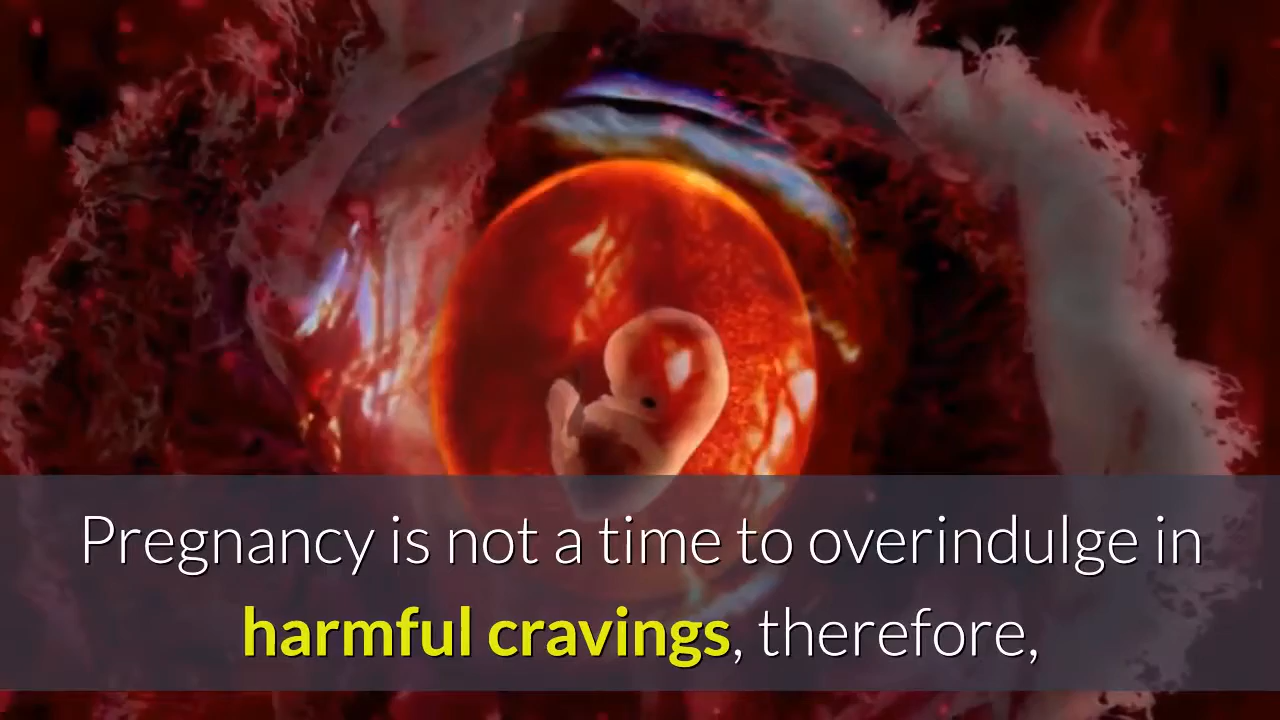 Pregnancy is not a time to overindulge in
harmful cravings, therefore,